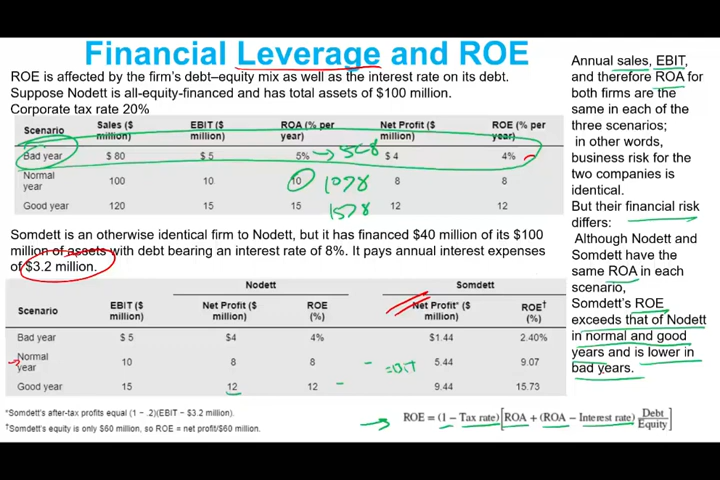 Financial Leverage and ROE
ROE is affected by the firm's debt–equity mix as well as the interest rate on its debt.
Suppose Nodett is all-equity-financed and has total assets of $100 million.
Corporate tax rate 20%
Scenario Sales ($ million) EBIT ($ million) ROA (% per year) Net Profit ($ million) ROE (% per year)
Bad year $ 80 $ 5 5% $ 4 4%
Normal year 100 10 10 8 8
Good year 120 15 15 12 12
Somdett is an otherwise identical firm to Nodett, but it has financed $40 million of its $100
million of assets with debt bearing an interest rate of 8%. It pays annual interest expenses
of $3.2 million.
Nodett Somdett
Scenario EBIT ($ million) Net Profit ($ million) ROE (%) Net Profit* ($ million) ROE† (%)
Bad year $ 5 $4 4% $1.44 2.40%
Normal year 10 8 8 5.44 9.07
Good year 15 12 12 9.44 15.73
=EBIT
*Somdett's after-tax profits equal (1 − .2)(EBIT − $3.2 million).
†Somdett's equity is only $60 million, so ROE = net profit/$60 million.
ROE = (1 − Tax rate)[ROA + (ROA − Interest rate) Debt/Equity]
Annual sales, EBIT,
and therefore ROA for
both firms are the
same in each of the
three scenarios;
in other words,
business risk for the
two companies is
identical.
But their financial risk
differs:
Although Nodett and
Somdett have the
same ROA in each
scenario,
Somdett's ROE
exceeds that of Nodett
in normal and good
years and is lower in
bad years.